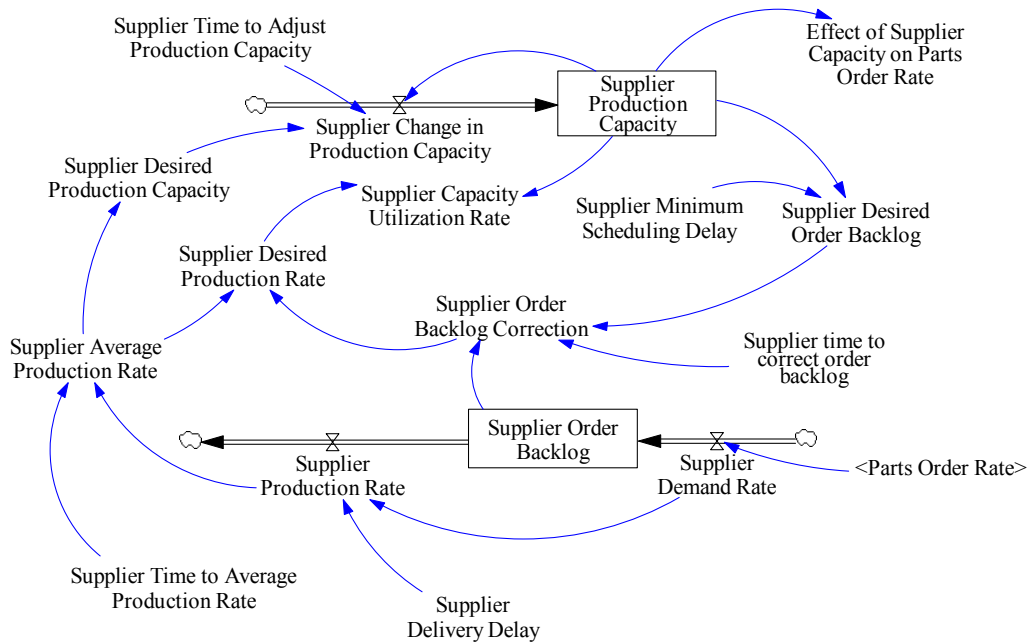 Supplier Time to Adjust
Production Capacity
Effect of Supplier
Capacity on Parts
Order Rate
Supplier
Production
Capacity
Supplier Change in
Production Capacity
Supplier Desired
Production Capacity
Supplier Capacity
Utilization Rate
Supplier Minimum
Scheduling Delay
Supplier Desired
Order Backlog
Supplier Desired
Production Rate
Supplier Order
Backlog Correction
Supplier Average
Production Rate
Supplier time to
correct order
backlog
Supplier Order
Backlog
Supplier
Production Rate
Supplier
Demand Rate
<Parts Order Rate>
Supplier Time to Average
Production Rate
Supplier
Delivery Delay